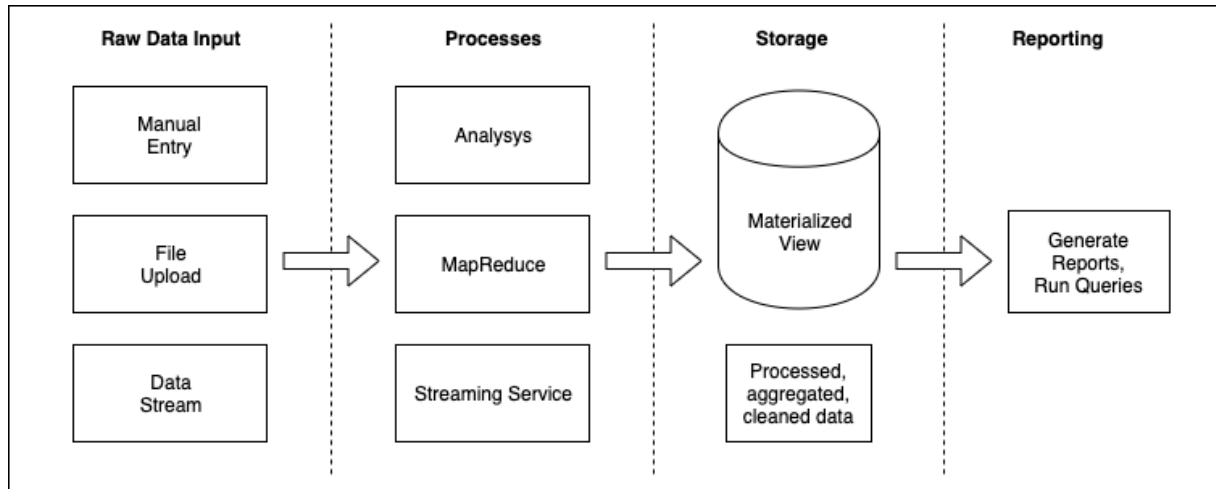 Raw Data Input
Processes
Storage
Reporting
Manual
Entry
Analysys
Materialized
View
File
Upload
MapReduce
Generate
Reports,
Run Queries
Data
Stream
Streaming Service
Processed,
aggregated,
cleaned data